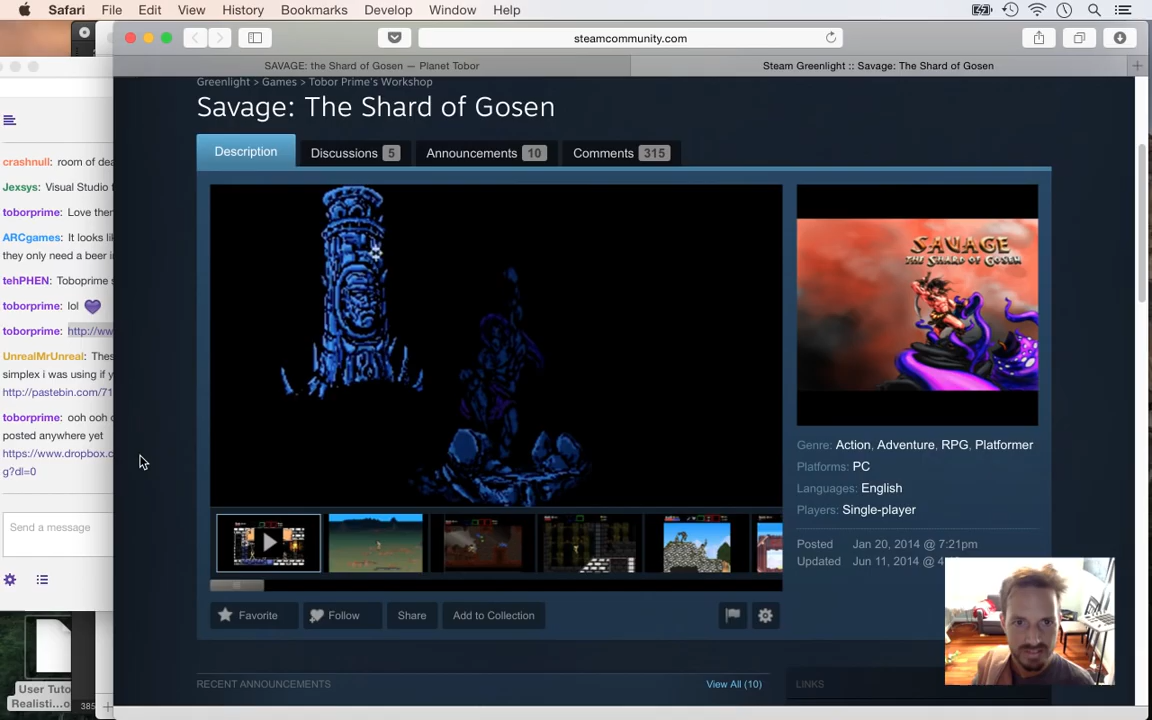 Safari File Edit View History Bookmarks Develop Window Help
steamcommunity.com
SAVAGE: the Shard of Gosen — Planet Tobor
Steam Greenlight :: Savage: The Shard of Gosen
Greenlight > Games > Tobor Prime's Workshop
Savage: The Shard of Gosen
Description
Discussions 5
Announcements 10
Comments 315
crashnull: room of dea
Jexsys: Visual Studio
toborprime: Love then
ARCgames: It looks
they only need a beer i
tehPHEN: Toboprime s
toborprime: lol
toborprime: http://ww
UnrealMrUnreal: Thes
simplex i was using if y
http://pastebin.com/71
toborprime: ooh ooh
posted anywhere yet
https://www.dropbox.c
g?dl=0
Send a message
SAVAGE
THE SHARD OF GOSEN
Genre: Action, Adventure, RPG, Platformer
Platforms: PC
Languages: English
Players: Single-player
Posted Jan 20, 2014 @ 7:21pm
Updated Jun 11, 2014 @ 4
Favorite
Follow
Share
Add to Collection
RECENT ANNOUNCEMENTS
View All (10)
LINKS
User Tuto
Realisti...o
385